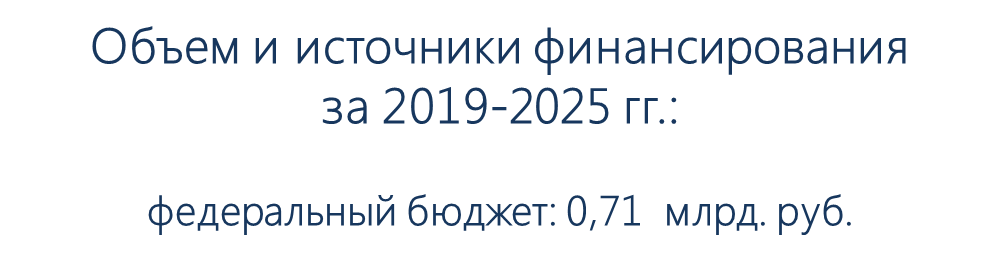 Объем и источники финансирования
за 2019-2025 гг.:
федеральный бюджет: 0,71 млрд. руб.